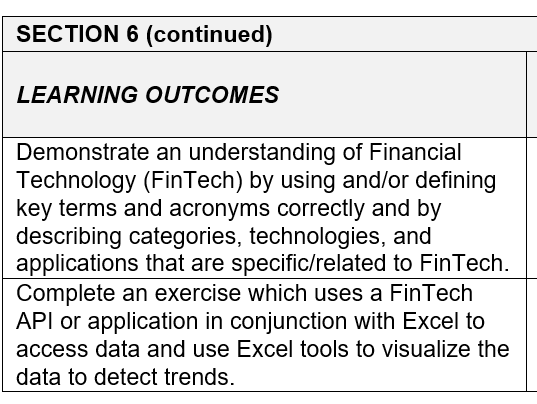 SECTION 6 (continued)
LEARNING OUTCOMES
Demonstrate an understanding of Financial
Technology (FinTech) by using and/or defining
key terms and acronyms correctly and by
describing categories, technologies, and
applications that are specific/related to FinTech.
Complete an exercise which uses a FinTech
API or application in conjunction with Excel to
access data and use Excel tools to visualize the
data to detect trends.